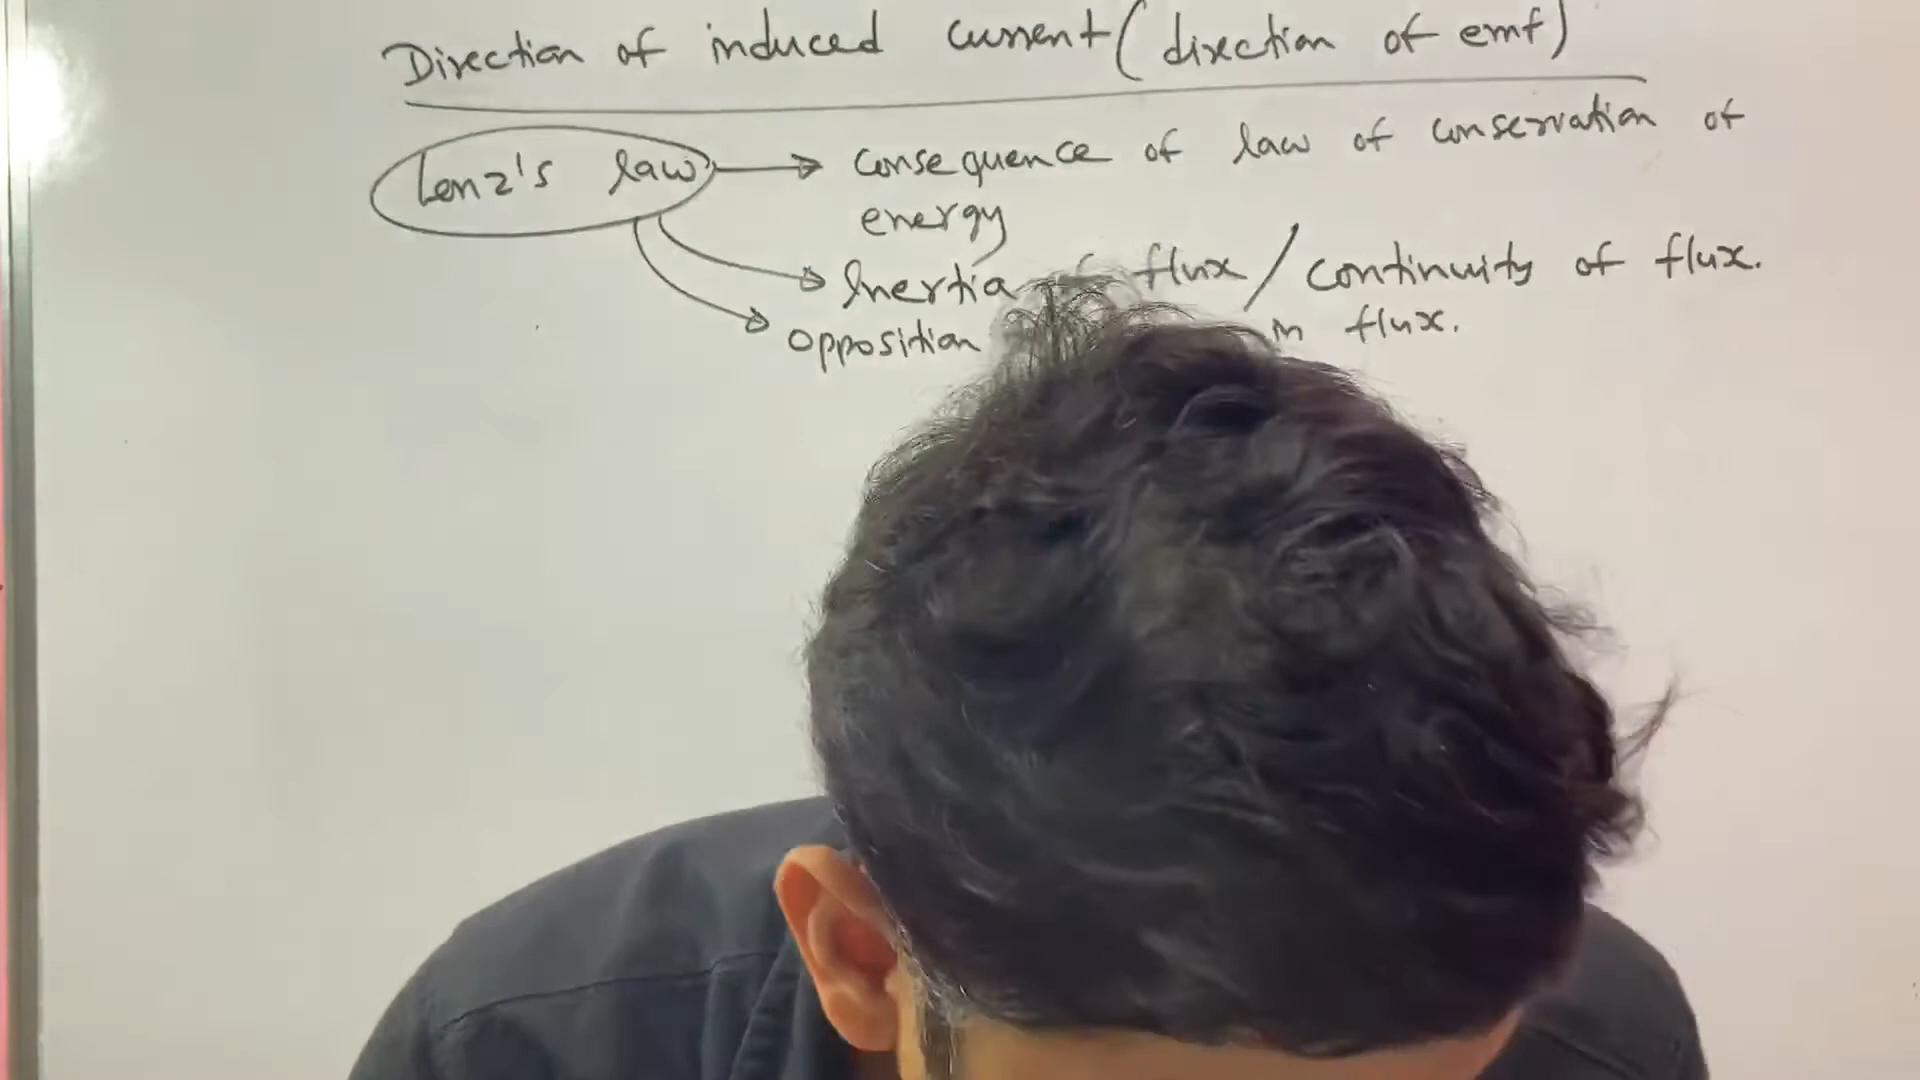 Direction of induced current (direction of emf)
Lenz's law → consequence of law of conservation of
energy
Inertia flux / continuity of flux.
opposition in flux.